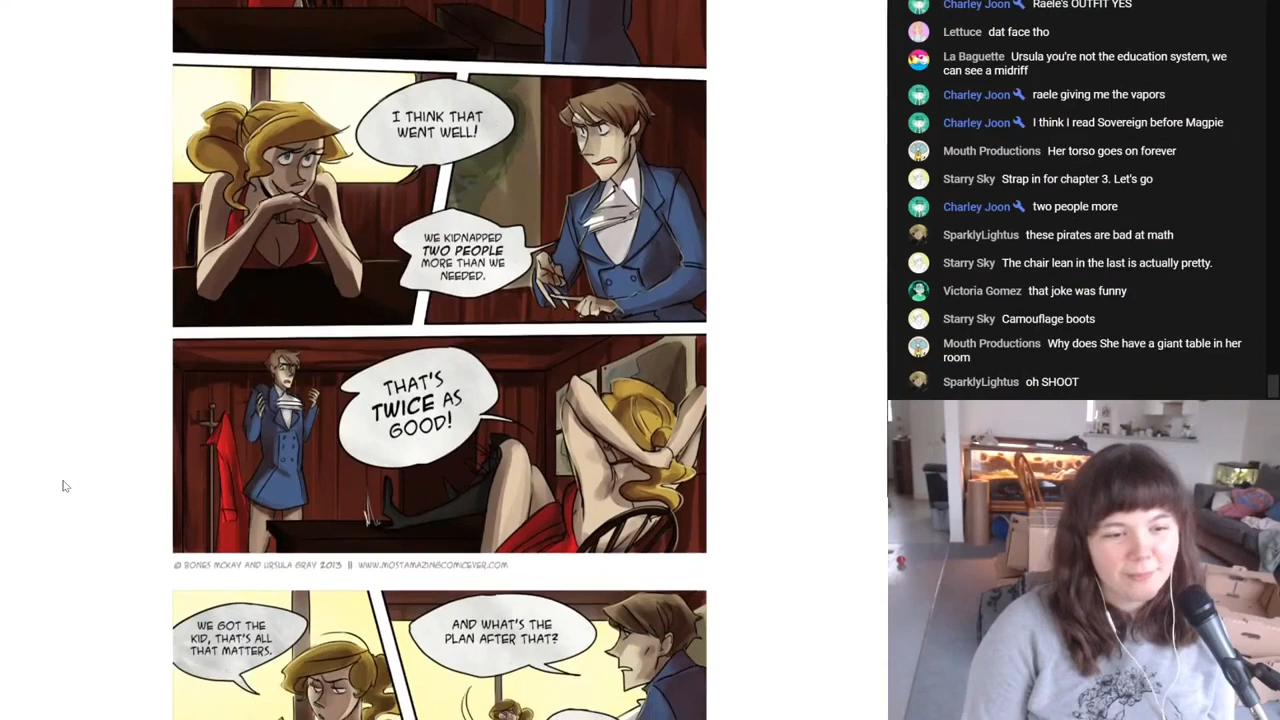 I THINK THAT
WENT WELL!
WE KIDNAPPED
TWO PEOPLE
MORE THAN WE
NEEDED.
THAT'S
TWICE AS
GOOD!
© BONES MCKAY AND URSULA GRAY 2013 || WWW.MOSTAMAZINGCOMICEVER.COM
WE GOT THE
KID, THAT'S ALL
THAT MATTERS.
AND WHAT'S THE
PLAN AFTER THAT?
Charley Joon Raele's OUTFIT YES
Lettuce dat face tho
La Baguette Ursula you're not the education system, we
can see a midriff
Charley Joon raele giving me the vapors
Charley Joon I think I read Sovereign before Magpie
Mouth Productions Her torso goes on forever
Starry Sky Strap in for chapter 3. Let's go
Charley Joon two people more
SparklyLightus these pirates are bad at math
Starry Sky The chair lean in the last is actually pretty.
Victoria Gomez that joke was funny
Starry Sky Camouflage boots
Mouth Productions Why does She have a giant table in her
room
SparklyLightus oh SHOOT